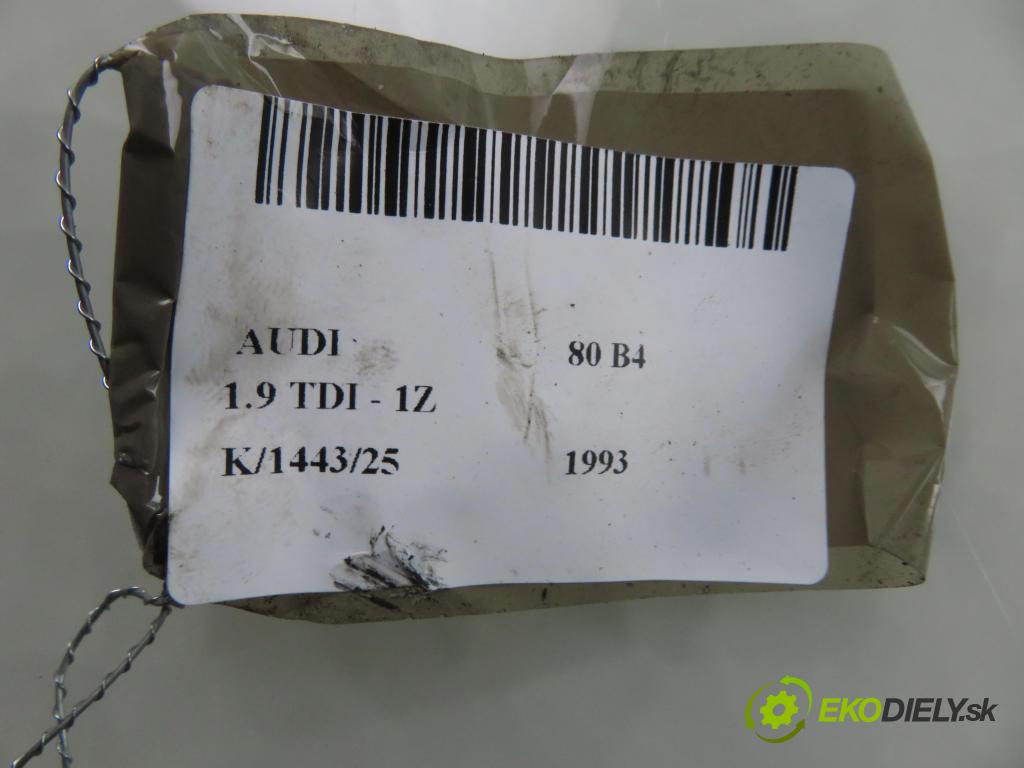 AUDI 80 B4
1.9 TDI - 1Z
K/1443/25 1993
EKODIELY.sk